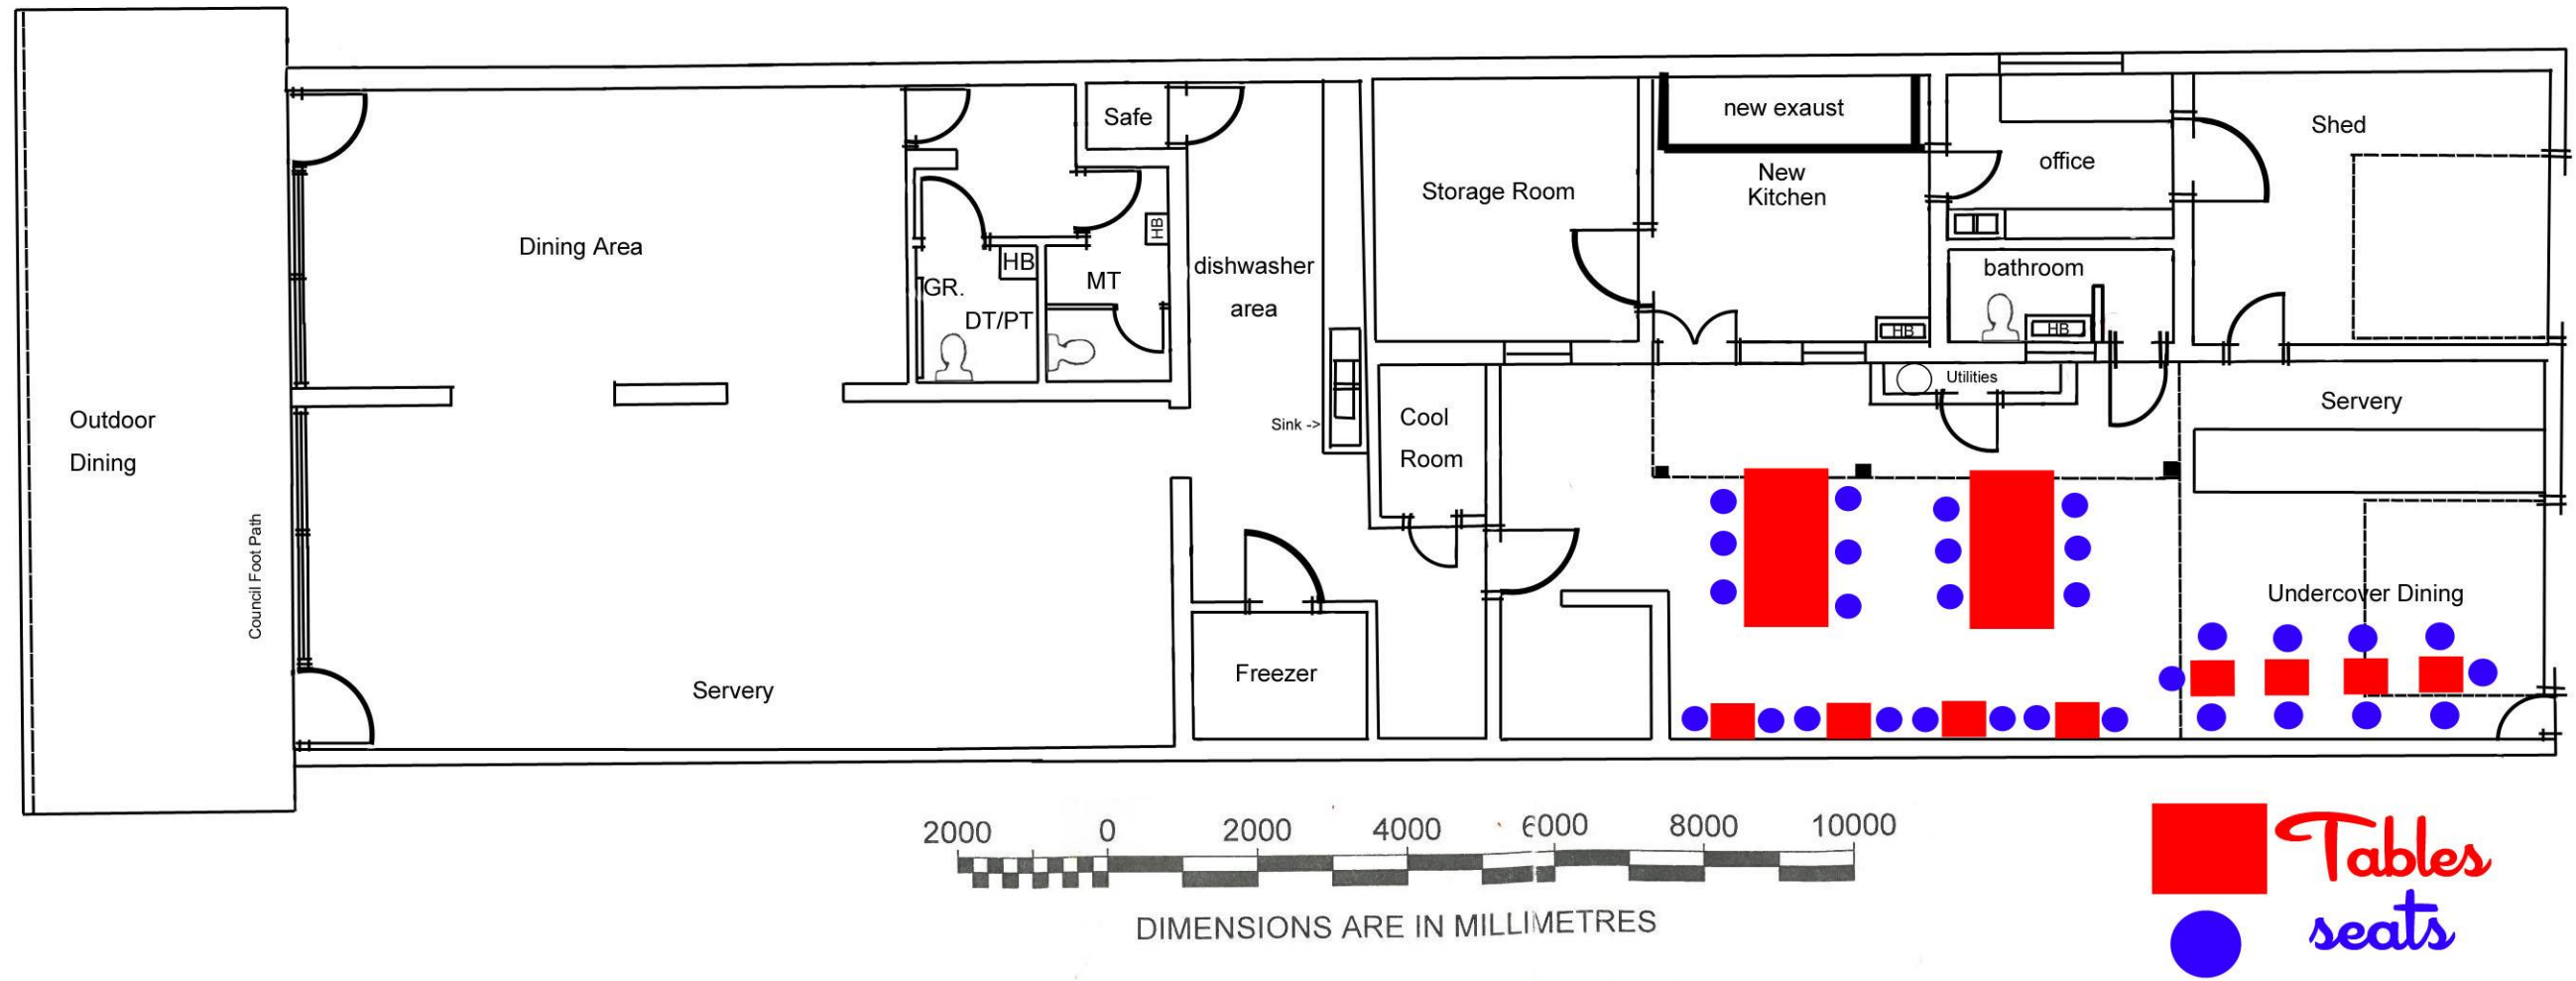 new exaust
Safe
Shed
New
Kitchen
office
Storage Room
HB
Dining Area
dishwasher
area
HB
GR.
MT
DT/PT
bathroom
HB
HB
Utilities
Servery
Outdoor
Dining
Sink ->
Cool
Room
Council Foot Path
Undercover Dining
Freezer
Servery
2000 0 2000 4000 6000 8000 10000
DIMENSIONS ARE IN MILLIMETRES
Tables
seats